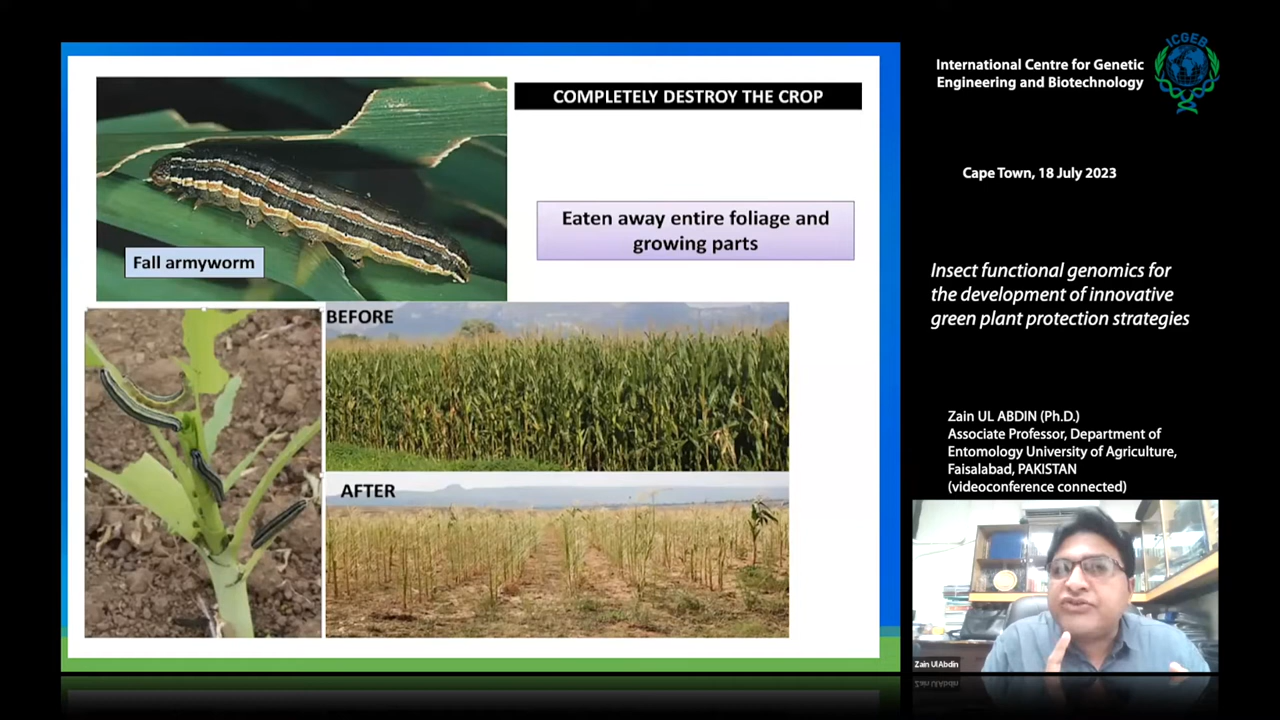 COMPLETELY DESTROY THE CROP
Eaten away entire foliage and
growing parts
Fall armyworm
BEFORE
AFTER
International Centre for Genetic
Engineering and Biotechnology
ICGEB
Cape Town, 18 July 2023
Insect functional genomics for
the development of innovative
green plant protection strategies
Zain UL ABDIN (Ph.D.)
Associate Professor, Department of
Entomology University of Agriculture,
Faisalabad, PAKISTAN
(videoconference connected)
Zain UlAbdin